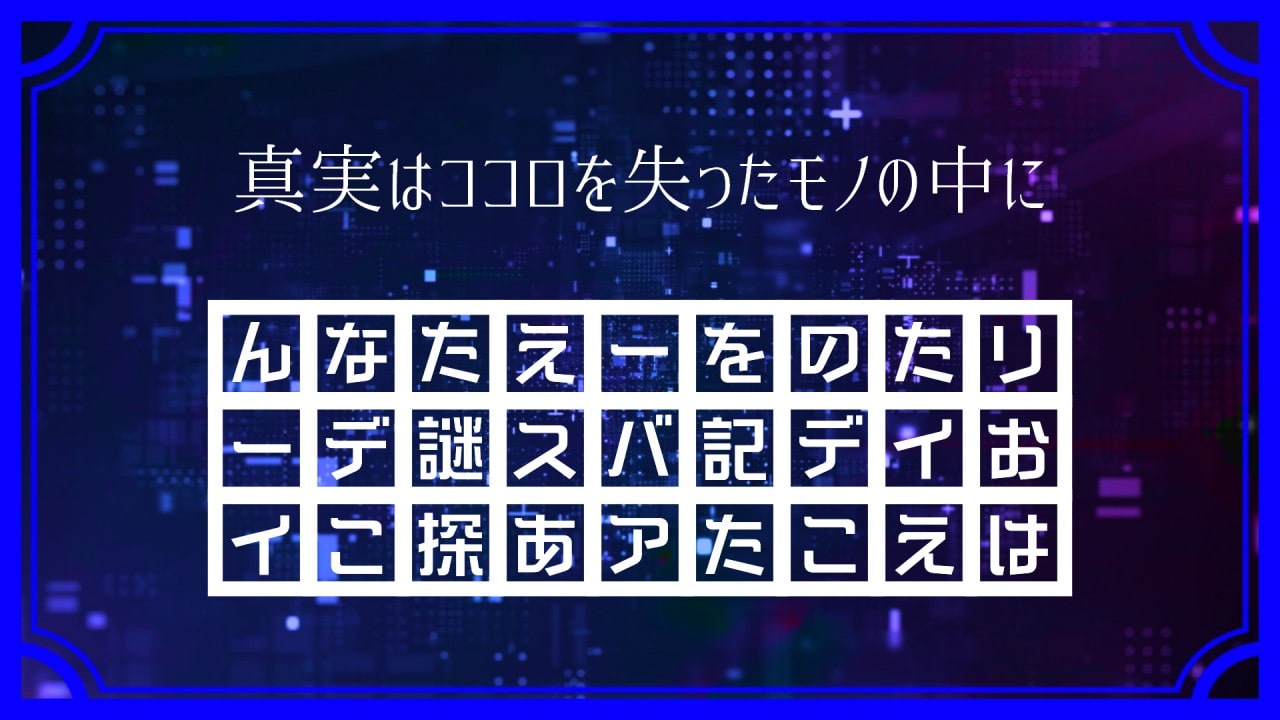 真実はココロを失ったモノの中に
んなたえーをのたり
ーデ謎スバ記デイお
イこ探あアたこえは